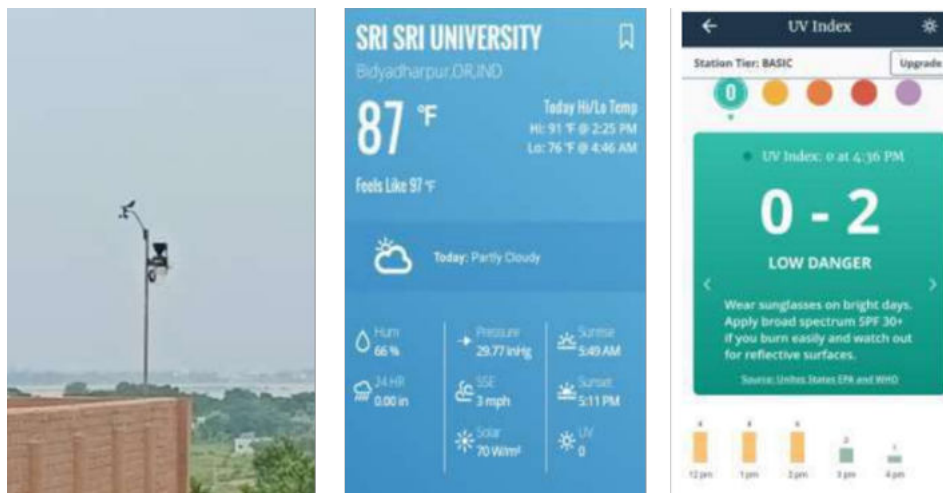 SRI SRI UNIVERSITY
Bidyadharpur,OR,IND
87 °F
Today Hi/Lo Temp
Hi: 91 °F @ 2:25 PM
Lo: 76 °F @ 4:46 AM
Feels Like 97 °F
Today: Partly Cloudy
Hum
66 %
Pressure
29.77 inHg
Sunrise
5:49 AM
24 HR
0.00 in
SSE
3 mph
Sunset
5:11 PM
Solar
70 W/m²
UV
0
UV Index
Station Tier: BASIC
Upgrade
0
UV Index: 0 at 4:36 PM
0 - 2
LOW DANGER
Wear sunglasses on bright days.
Apply broad spectrum SPF 30+
if you burn easily and watch out
for reflective surfaces.
Source: Unites States EPA and WHO
12 pm 1 pm 2 pm 3 pm 4 pm